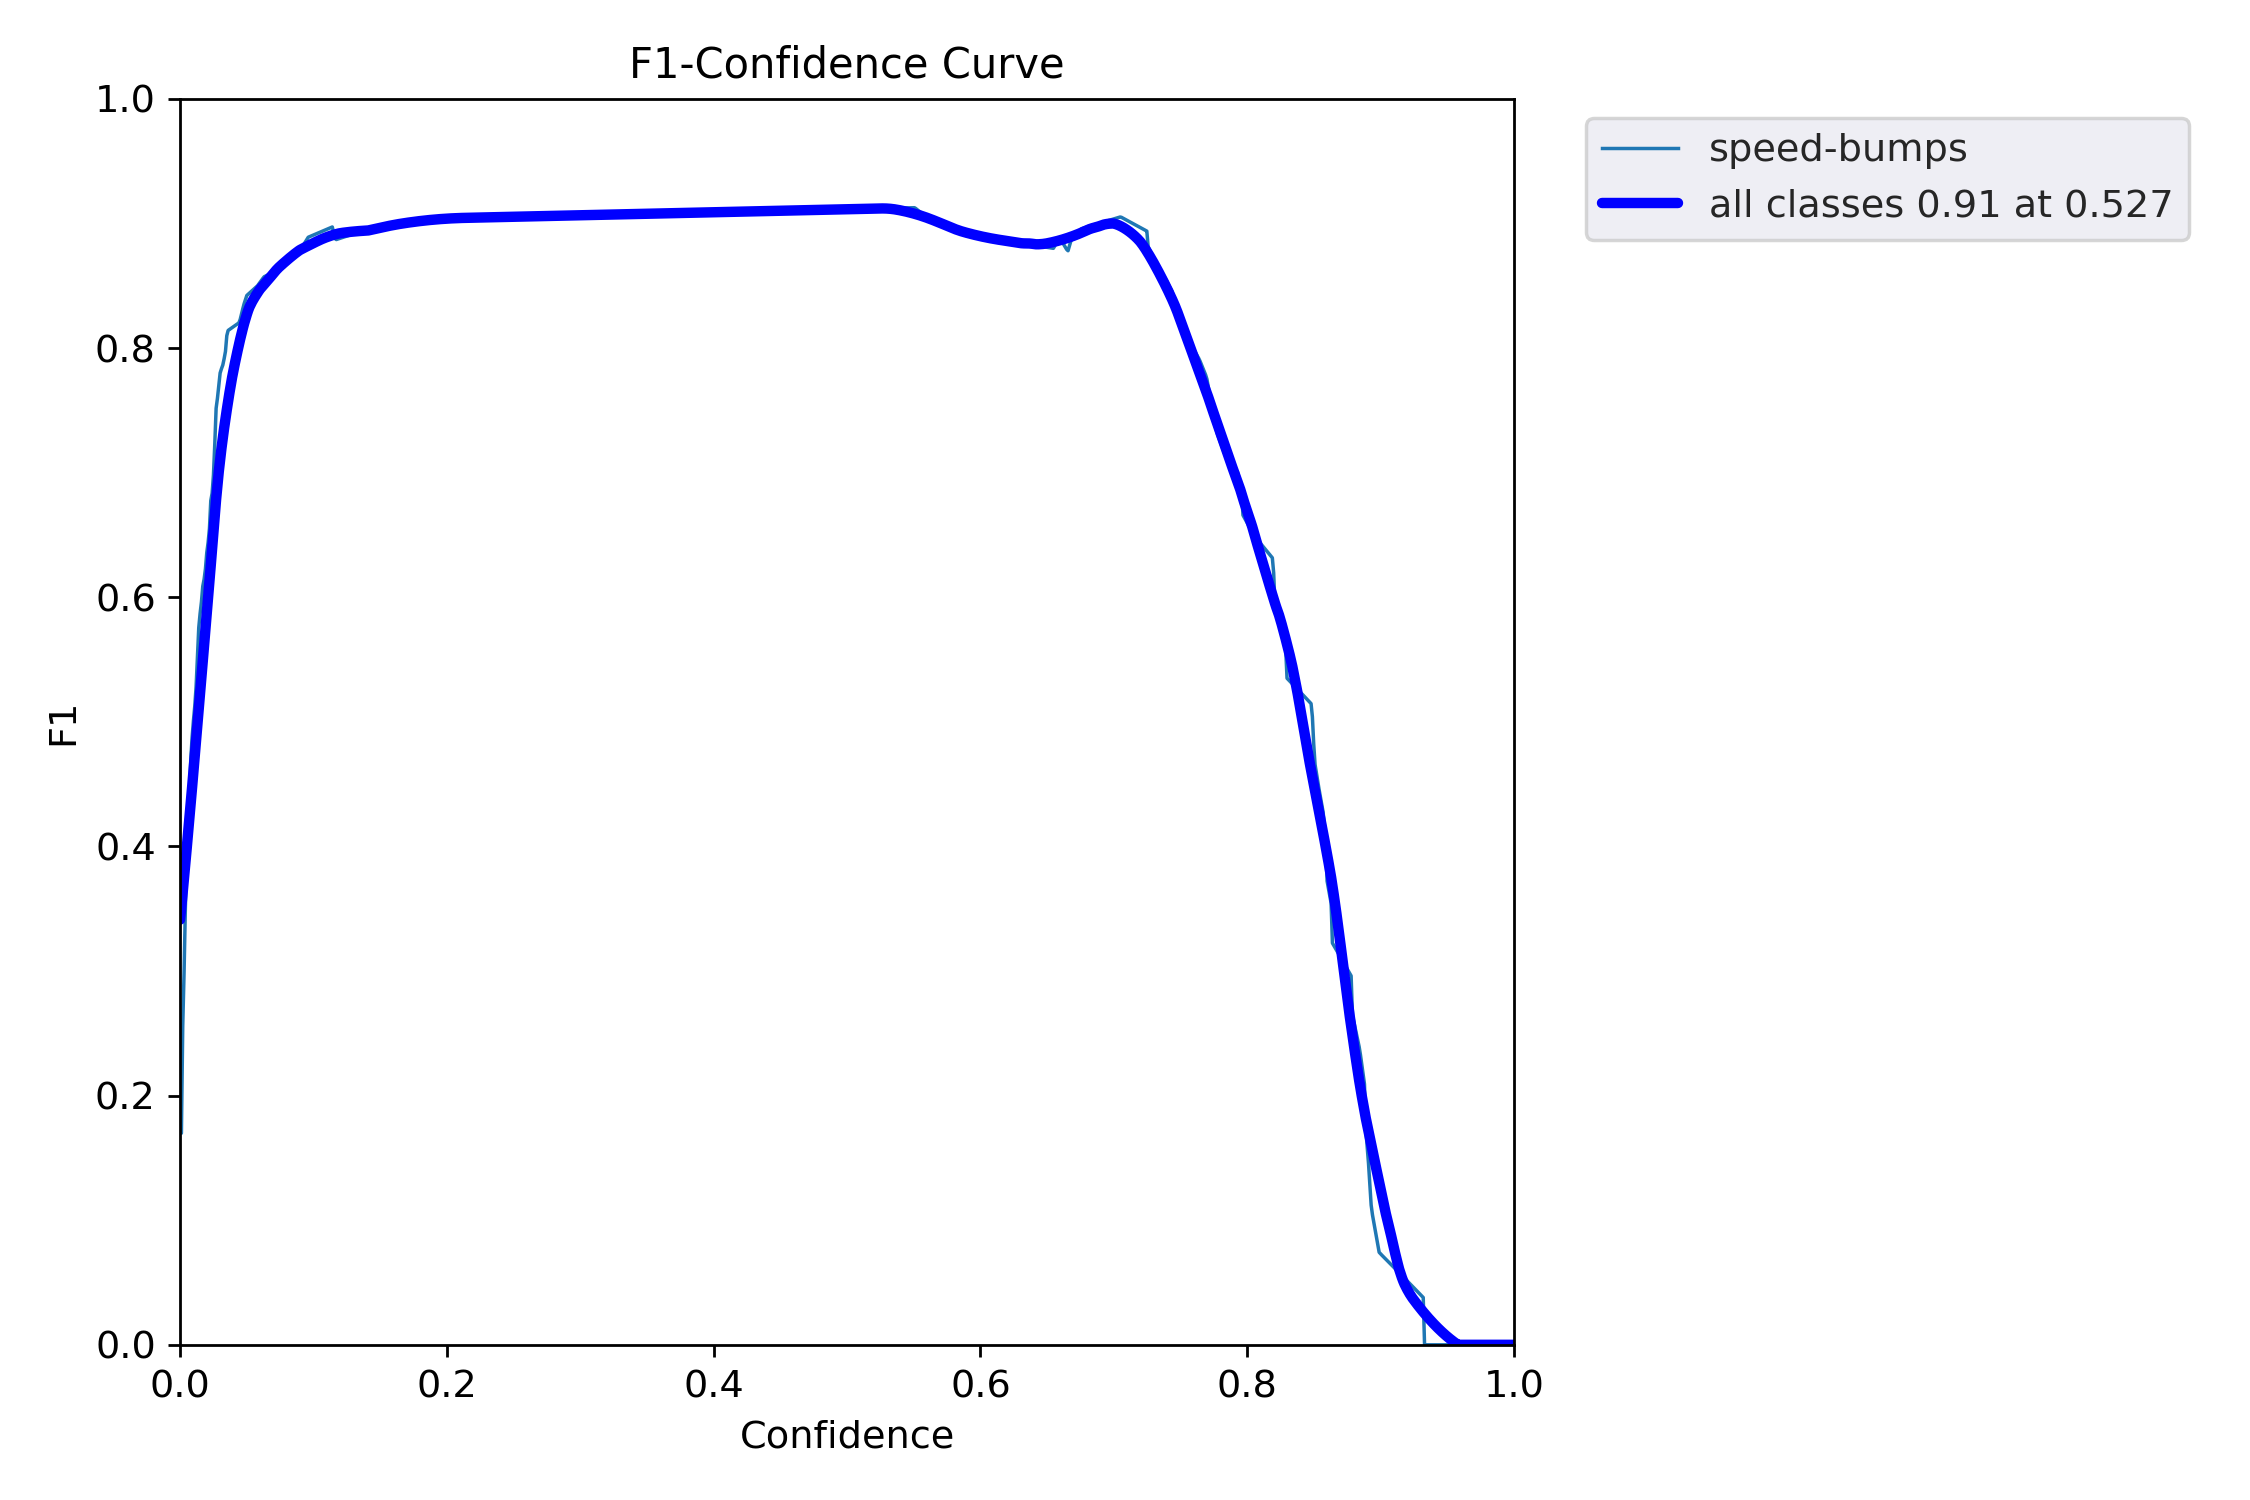 F1-Confidence Curve
1.0
0.8
0.6
0.4
0.2
0.0
F1
0.0 0.2 0.4 0.6 0.8 1.0
Confidence
speed-bumps
all classes 0.91 at 0.527